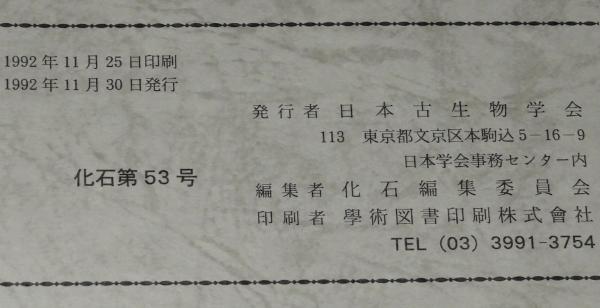 1992年11月25日印刷
1992年11月30日発行
発行者 日本古生物学会
113 東京都文京区本駒込5-16-9
日本学会事務センター内
化石第53号
編集者 化石編集委員会
印刷者 學術図書印刷株式會社
TEL (03) 3991-3754